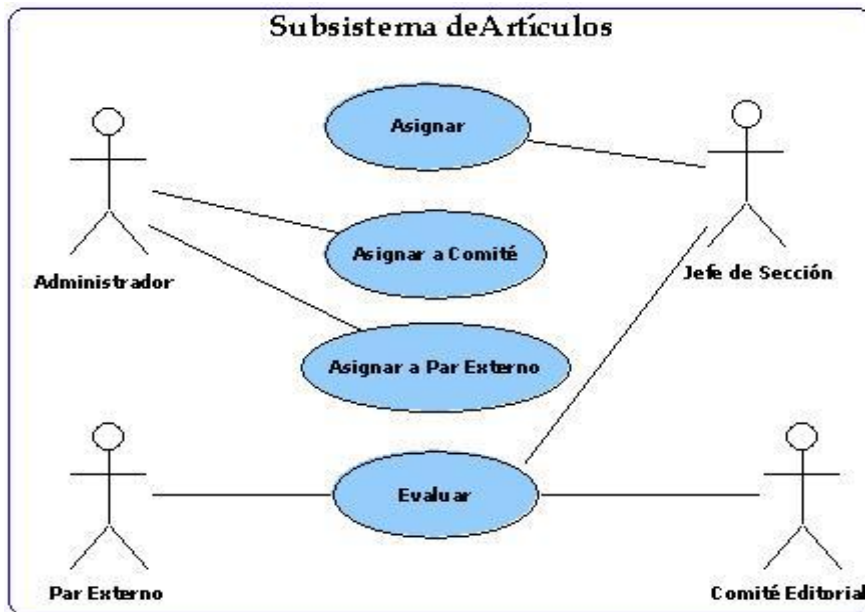 Subsistema deArtículos
Asignar
Asignar a Comité
Administrador
Jefe de Sección
Asignar a Par Externo
Evaluar
Par Externo
Comité Editorial